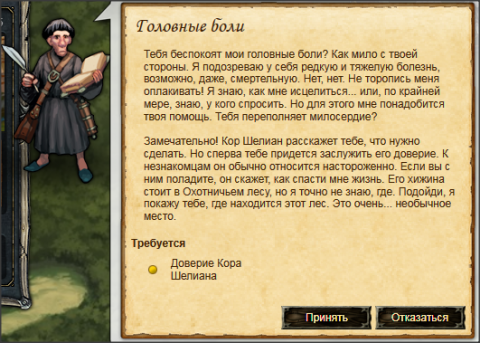 Головные боли
Тебя беспокоят мои головные боли? Как мило с твоей
стороны. Я подозреваю у себя редкую и тяжелую болезнь,
возможно, даже, смертельную. Нет, нет. Не торопись меня
оплакивать! Я знаю, как мне исцелиться... или, по крайней
мере, знаю, у кого спросить. Но для этого мне понадобится
твоя помощь. Тебя переполняет милосердие?
Замечательно! Кор Шелиан расскажет тебе, что нужно
сделать. Но сперва тебе придется заслужить его доверие. К
незнакомцам он обычно относится настороженно. Если вы с
ним поладите, он скажет, как спасти мне жизнь. Его хижина
стоит в Охотничьем лесу, но я точно не знаю, где. Подойди, я
покажу тебе, где находится этот лес. Это очень... необычное
место.
Требуется
Доверие Кора
Шелиана
Принять Отказаться